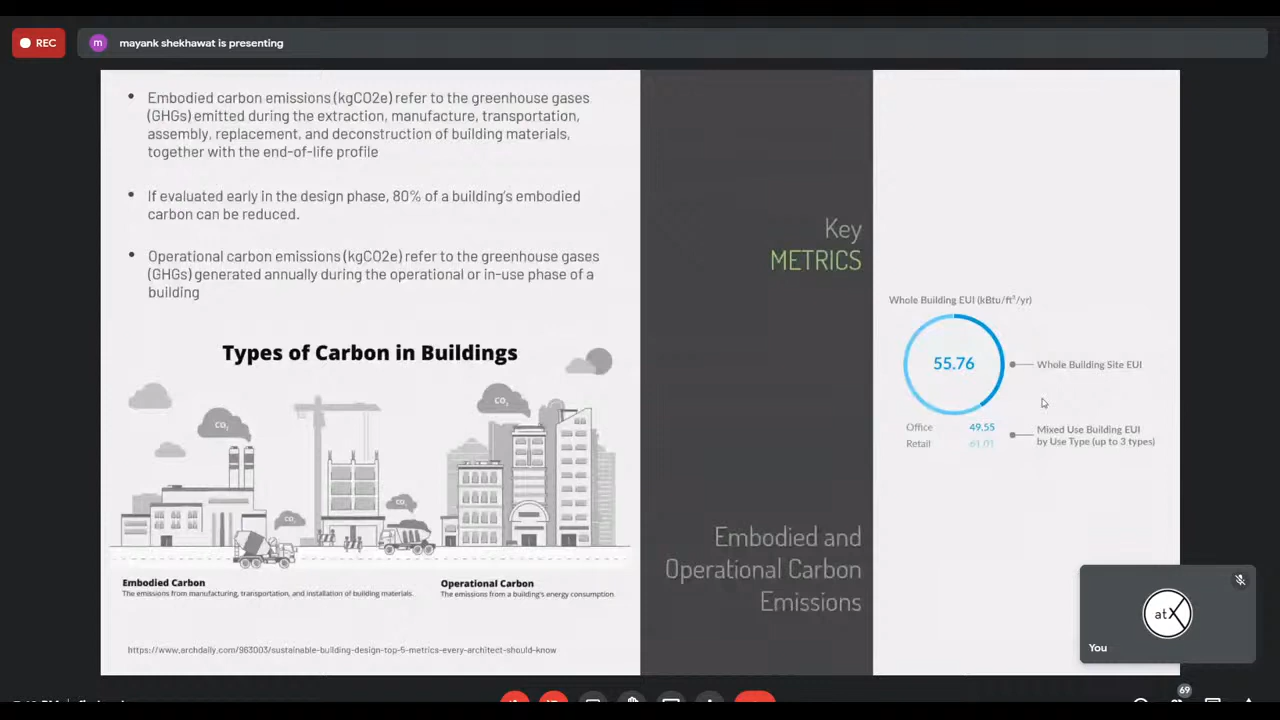 REC
m
mayank shekhawat is presenting
• Embodied carbon emissions (kgCO2e) refer to the greenhouse gases
(GHGs) emitted during the extraction, manufacture, transportation,
assembly, replacement, and deconstruction of building materials,
together with the end-of-life profile
• If evaluated early in the design phase, 80% of a building's embodied
carbon can be reduced.
• Operational carbon emissions (kgCO2e) refer to the greenhouse gases
(GHGs) generated annually during the operational or in-use phase of a
building
Types of Carbon in Buildings
CO₂
CO₂
CO₂
CO₂
Embodied Carbon
The emissions from manufacturing, transportation, and installation of building materials.
Operational Carbon
The emissions from a building's energy consumption.
https://www.archdaily.com/963003/sustainable-building-design-top-5-metrics-every-architect-should-know
Key
METRICS
Embodied and
Operational Carbon
Emissions
Whole Building EUI (kBtu/ft²/yr)
55.76
Whole Building Site EUI
Office 49.55
Retail 61.01
Mixed Use Building EUI
by Use Type (up to 3 types)
atX
You
69